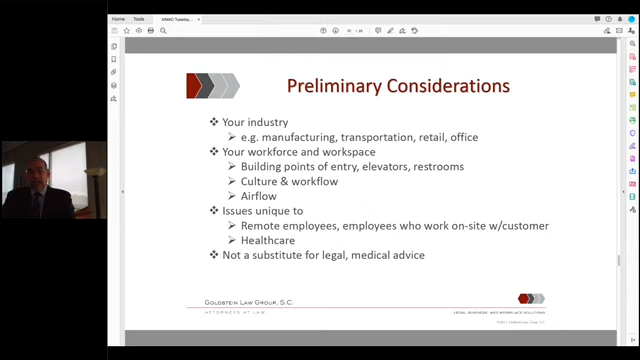 Home
Tools
MMAC Tuesday...
Preliminary Considerations
❖ Your industry
➢ e.g. manufacturing, transportation, retail, office
❖ Your workforce and workspace
➢ Building points of entry, elevators, restrooms
➢ Culture & workflow
➢ Airflow
❖ Issues unique to
➢ Remote employees, employees who work on-site w/customer
➢ Healthcare
❖ Not a substitute for legal, medical advice
GOLDSTEIN LAW GROUP, S.C.
ATTORNEYS AT LAW
LEGAL, BUSINESS, AND WORKPLACE SOLUTIONS